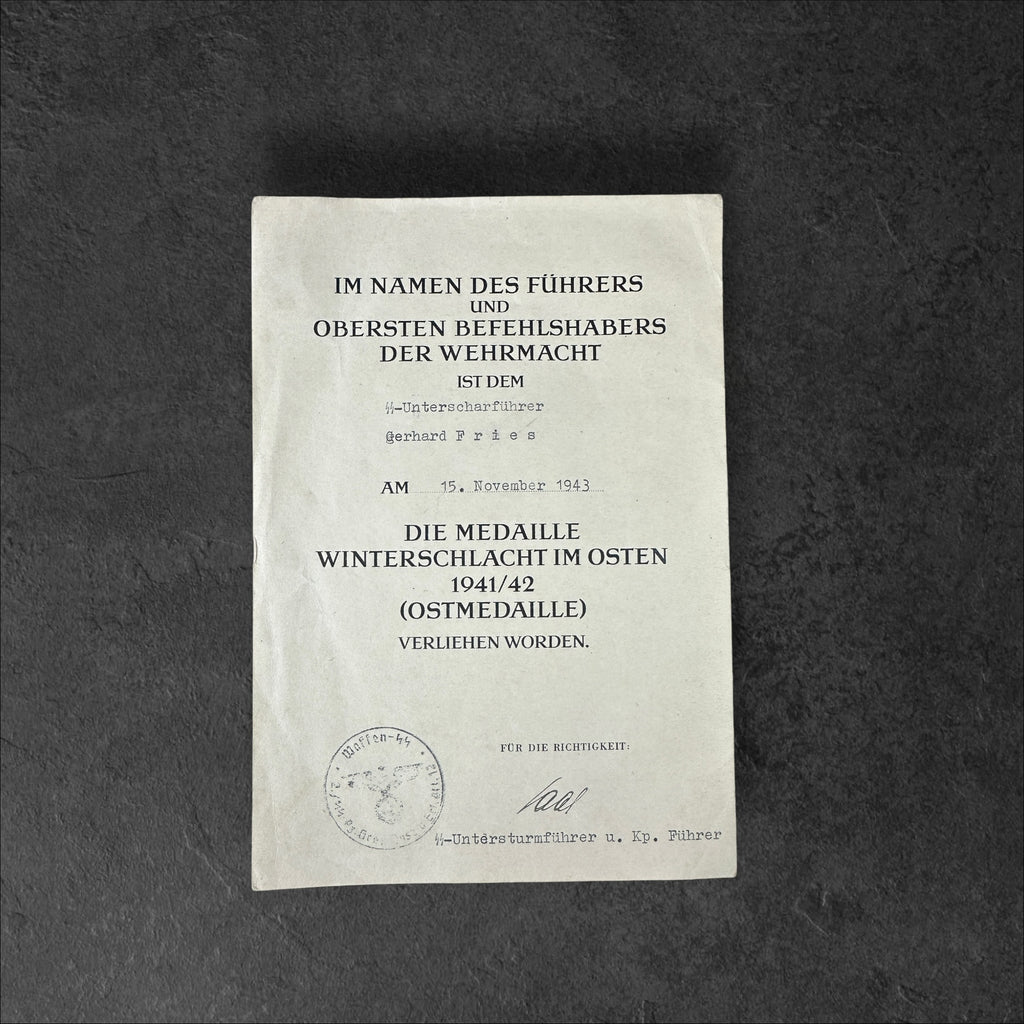 IM NAMEN DES FÜHRERS
UND
OBERSTEN BEFEHLSHABERS
DER WEHRMACHT
IST DEM
ᛋᛋ-Unterscharführer
Gerhard F r i e s
AM 15. November 1943
DIE MEDAILLE
WINTERSCHLACHT IM OSTEN
1941/42
(OSTMEDAILLE)
VERLIEHEN WORDEN.
FÜR DIE RICHTIGKEIT:
ᛋᛋ-Untersturmführer u. Kp. Führer
Waffen-ᛋᛋ